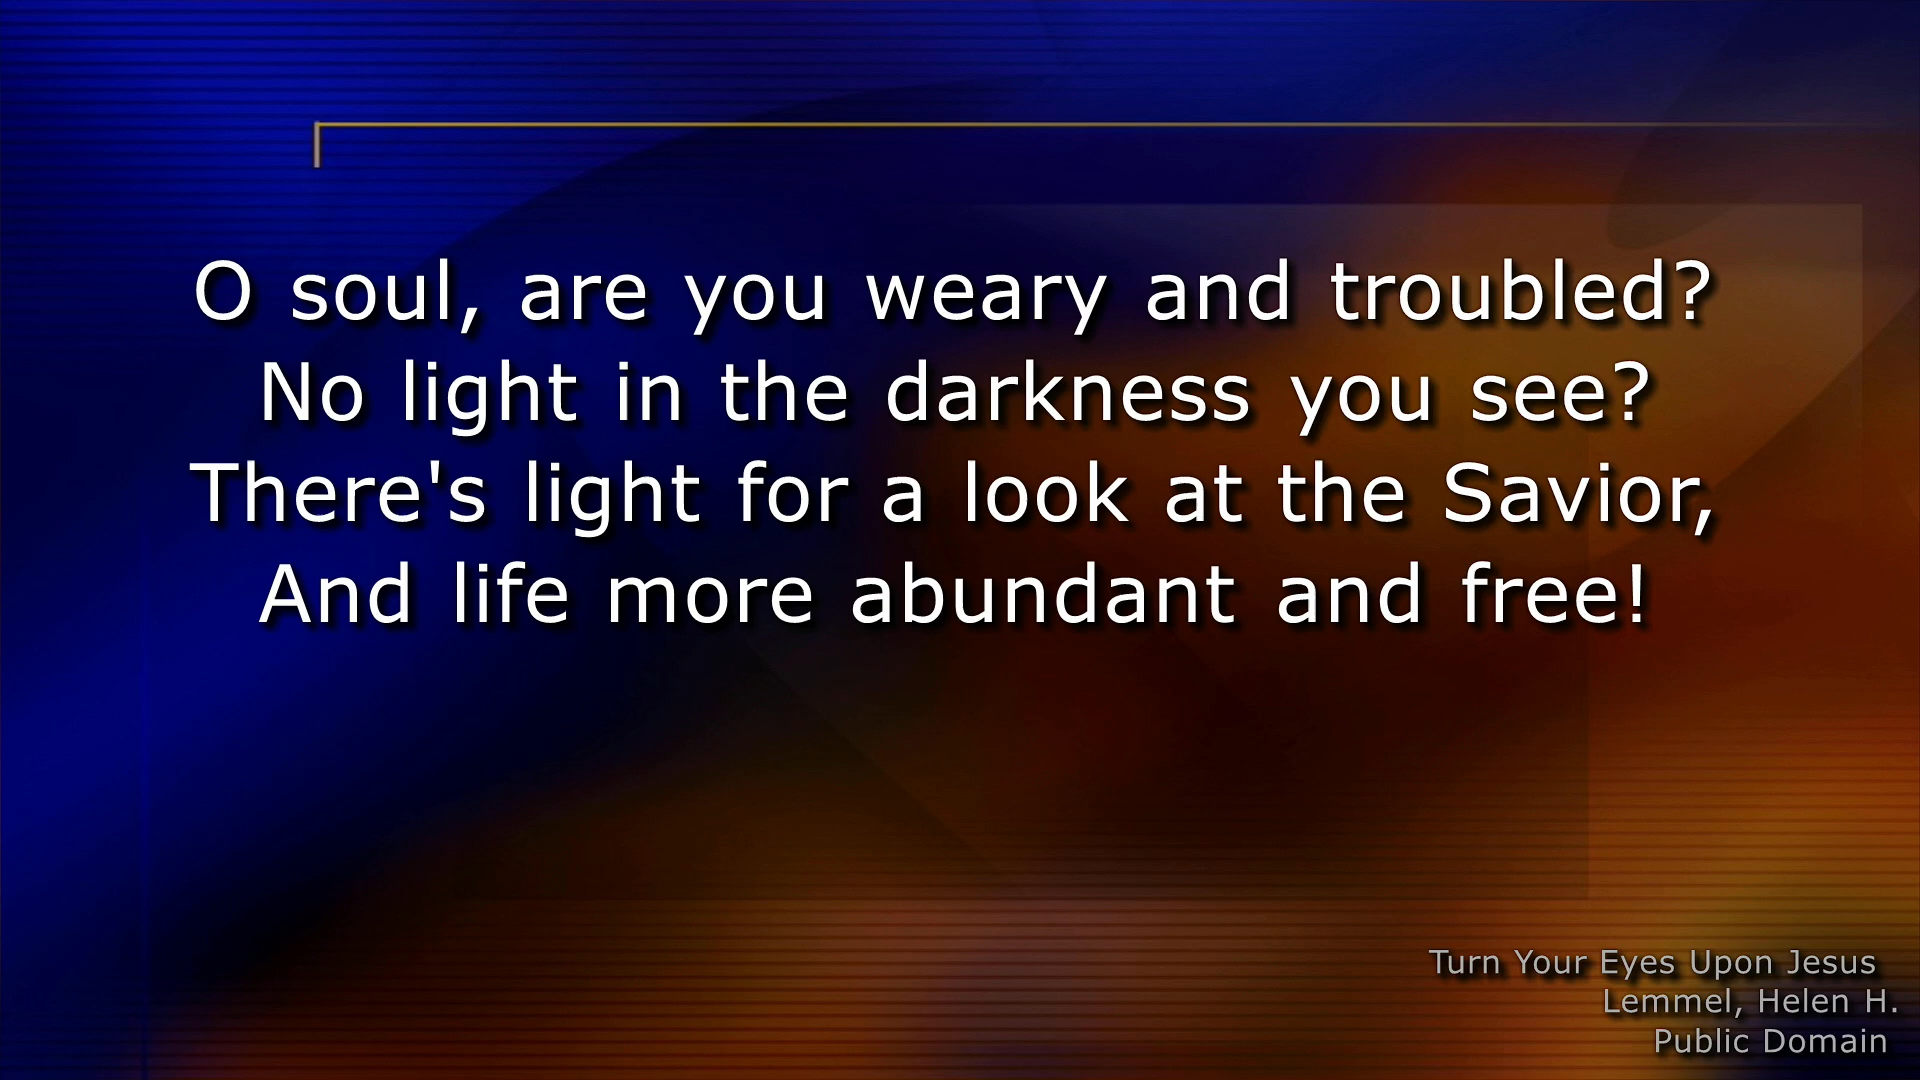 O soul, are you weary and troubled?
No light in the darkness you see?
There's light for a look at the Savior,
And life more abundant and free!
Turn Your Eyes Upon Jesus
Lemmel, Helen H.
Public Domain